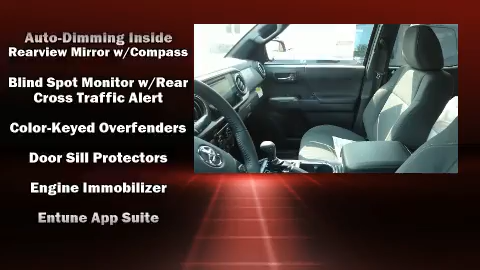 Auto-Dimming Inside
Rearview Mirror w/Compass
Blind Spot Monitor w/Rear
Cross Traffic Alert
Color-Keyed Overfenders
Door Sill Protectors
Engine Immobilizer
Entune App Suite